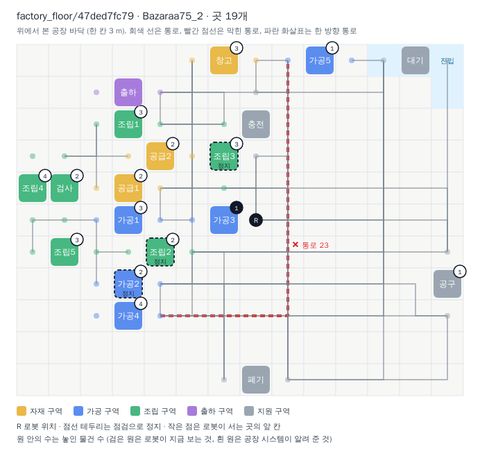 factory_floor/47ded7fc79 · Bazaraa75_2 · 곳 19개
위에서 본 공장 바닥 (한 칸 3 m). 회색 선은 통로, 빨간 점선은 막힌 통로, 파란 화살표는 한 방향 통로
창고 3
가공5 1
대기
진입
출하
조립1 3
충전
공급2 2
조립3 3
정지
조립4 4
검사 2
공급1 2
가공1 3
가공3 1
R
조립5 3
조립2 2
정지
✕ 통로 23
가공2 2
정지
공구 1
가공4 4
폐기
자재 구역 가공 구역 조립 구역 출하 구역 지원 구역
R 로봇 위치 · 점선 테두리는 점검으로 정지 · 작은 점은 로봇이 서는 곳의 앞 칸
원 안의 수는 놓인 물건 수 (검은 원은 로봇이 지금 보는 것, 흰 원은 공장 시스템이 알려 준 것)